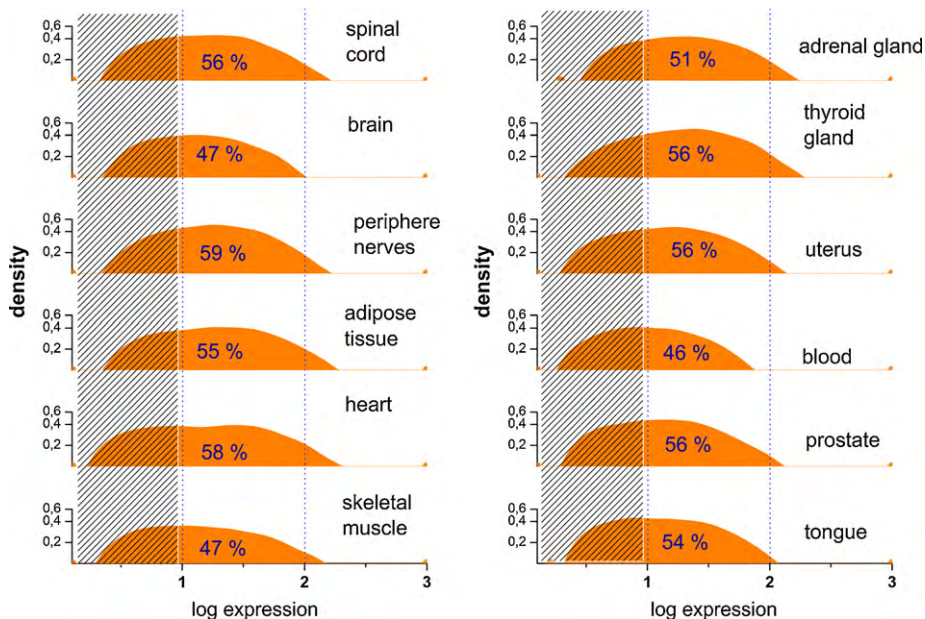 density
0,6
0,4
0,2
56 %
spinal
cord
0,6
0,4
0,2
47 %
brain
0,6
0,4
0,2
59 %
periphere
nerves
0,6
0,4
0,2
55 %
adipose
tissue
0,6
0,4
0,2
58 %
heart
0,6
0,4
0,2
47 %
skeletal
muscle
1
2
3
log expression
density
0,6
0,4
0,2
51 %
adrenal gland
0,6
0,4
0,2
56 %
thyroid
gland
0,6
0,4
0,2
56 %
uterus
0,6
0,4
0,2
46 %
blood
0,6
0,4
0,2
56 %
prostate
0,6
0,4
0,2
54 %
tongue
1
2
3
log expression